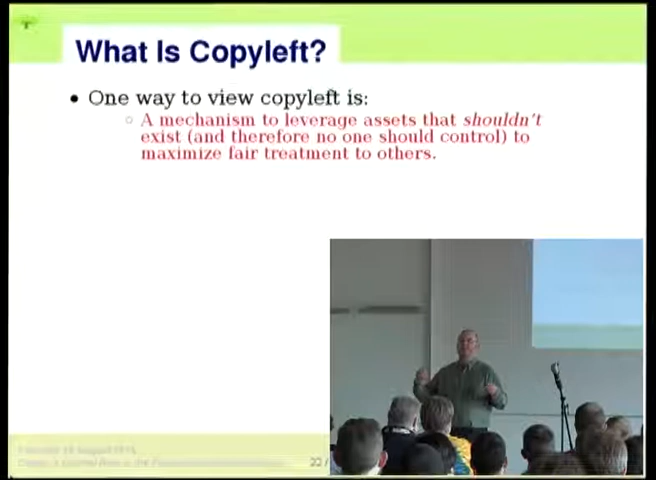 What Is Copyleft?
• One way to view copyleft is:
○ A mechanism to leverage assets that shouldn't
exist (and therefore no one should control) to
maximize fair treatment to others.
22 /